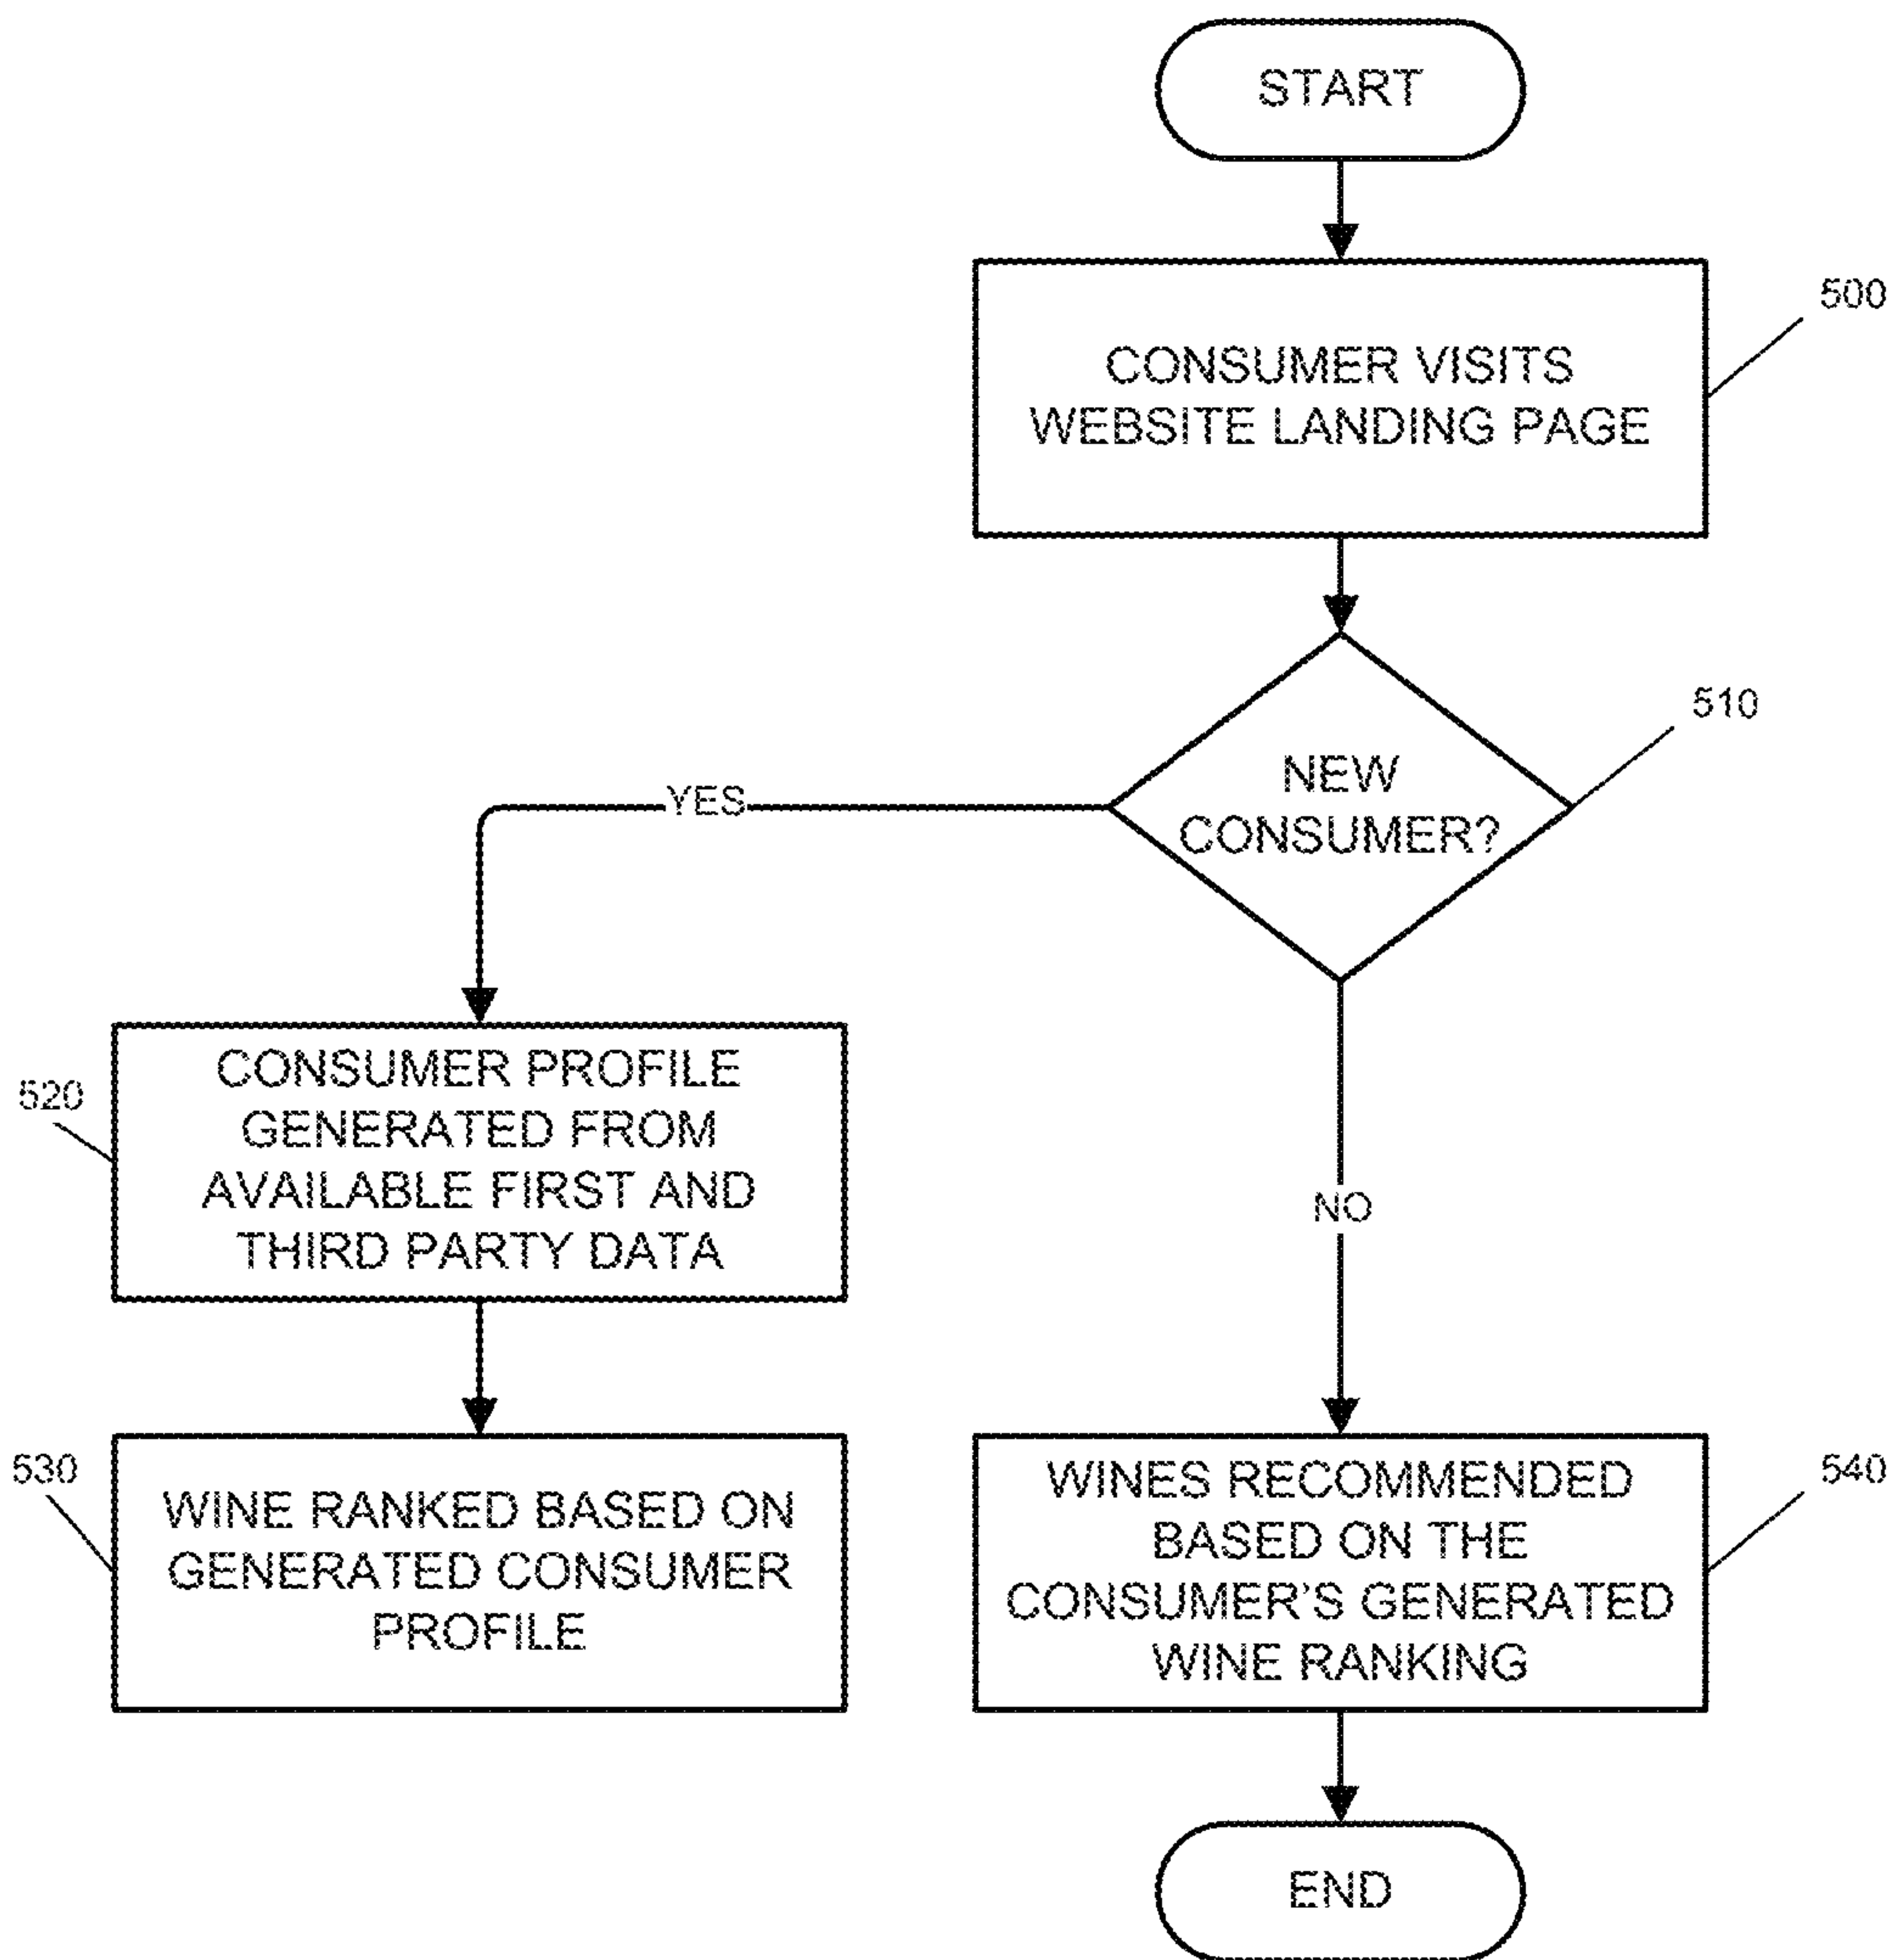 START
CONSUMER VISITS
WEBSITE LANDING PAGE
500
NEW
CONSUMER?
510
YES
NO
CONSUMER PROFILE
GENERATED FROM
AVAILABLE FIRST AND
THIRD PARTY DATA
520
WINE RANKED BASED ON
GENERATED CONSUMER
PROFILE
530
WINES RECOMMENDED
BASED ON THE
CONSUMER'S GENERATED
WINE RANKING
540
END